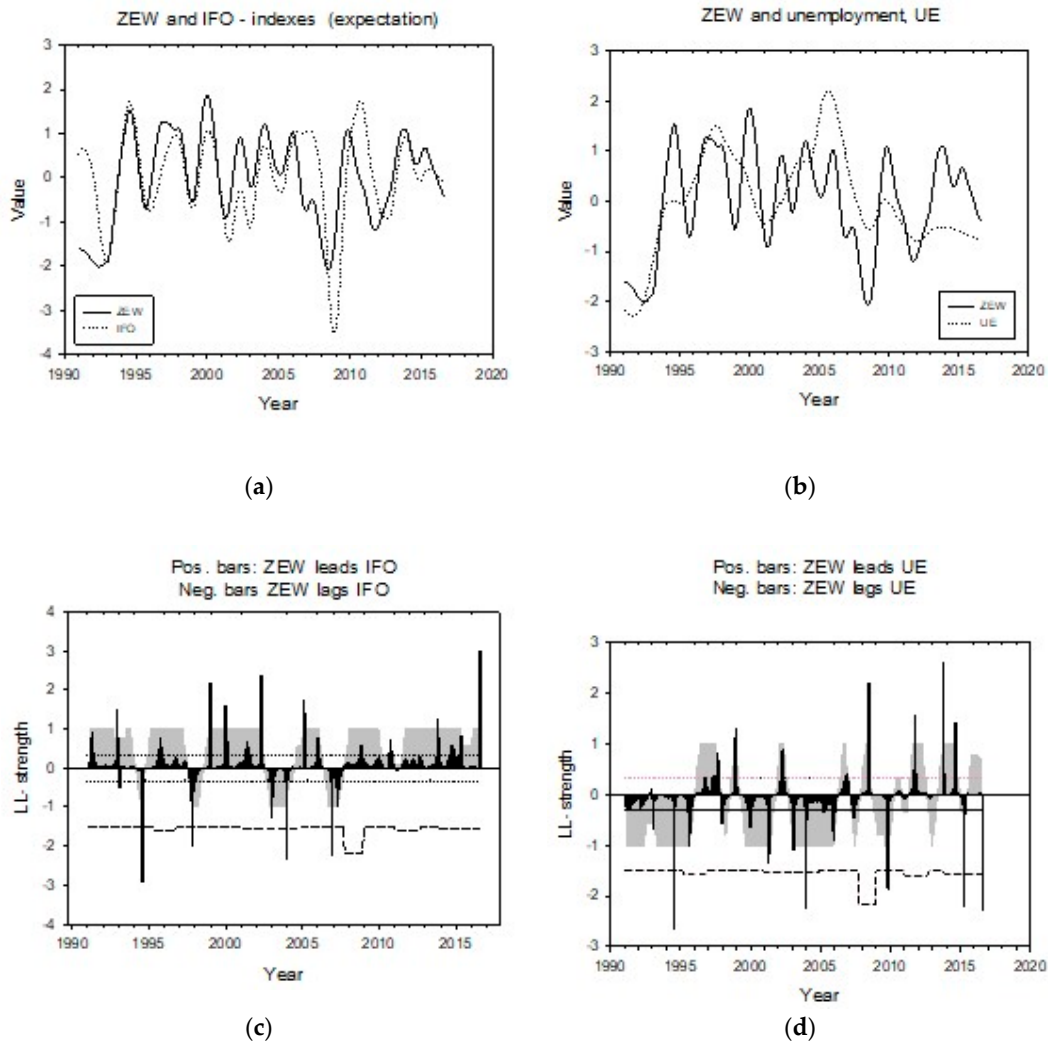 ZEW and IFO - indexes (expectation)
3
2
1
0
-1
-2
-3
-4
Value
ZEW
IFO
1990 1995 2000 2005 2010 2015 2020
Year
(a)
ZEW and unemployment, UE
3
2
1
0
-1
-2
-3
Value
ZEW
UE
1990 1995 2000 2005 2010 2015 2020
Year
(b)
Pos. bars: ZEW leads IFO
Neg. bars ZEW lags IFO
4
3
2
1
0
-1
-2
-3
-4
LL- strength
1990 1995 2000 2005 2010 2015
Year
(c)
Pos. bars: ZEW leads UE
Neg. bars: ZEW lags UE
3
2
1
0
-1
-2
-3
LL- strength
1990 1995 2000 2005 2010 2015 2020
Year
(d)